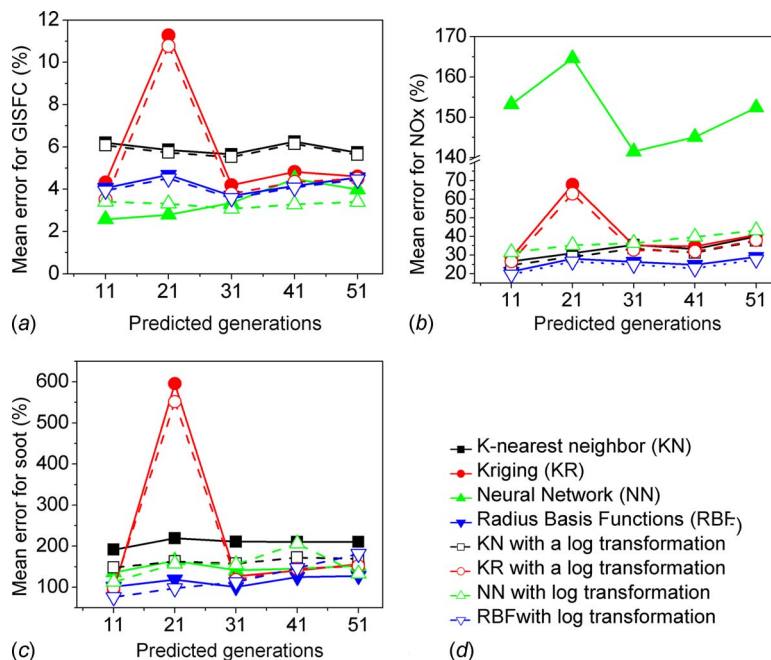 12
10
8
6
4
2
0
Mean error for GISFC (%)
11 21 31 41 51
(a) Predicted generations
170
160
150
140
70
60
50
40
30
20
Mean error for NOx (%)
11 21 31 41 51
(b) Predicted generations
600
500
400
300
200
100
Mean error for soot (%)
11 21 31 41 51
(c) Predicted generations
K-nearest neighbor (KN)
Kriging (KR)
Neural Network (NN)
Radius Basis Functions (RBF)
KN with a log transformation
KR with a log transformation
NN with log transformation
RBFwith log transformation
(d)